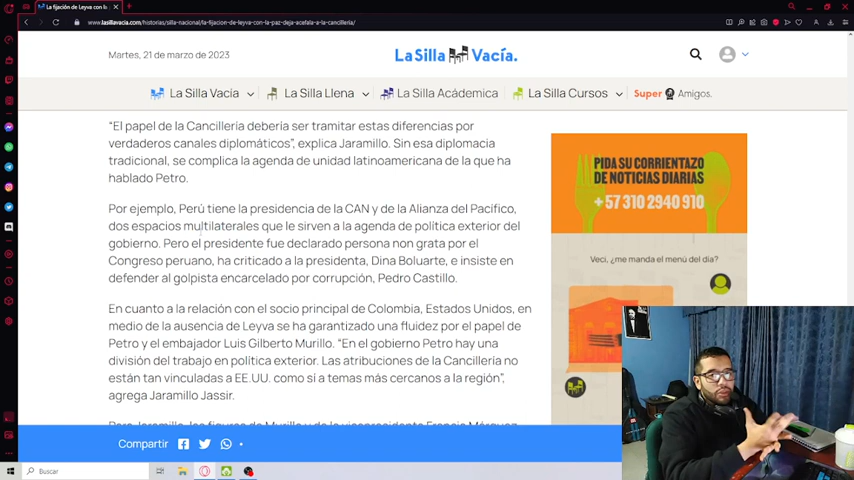 La fijación de Leyva con la
www.lasillavacia.com/historias/silla-nacional/la-fijacion-de-leyva-con-la-paz-deja-acefala-a-la-cancilleria/
Martes, 21 de marzo de 2023
La Silla Vacía.
La Silla Vacía
La Silla Llena
La Silla Académica
La Silla Cursos
Super Amigos.
“El papel de la Cancillería debería ser tramitar estas diferencias por
verdaderos canales diplomáticos”, explica Jaramillo. Sin esa diplomacia
tradicional, se complica la agenda de unidad latinoamericana de la que ha
hablado Petro.
Por ejemplo, Perú tiene la presidencia de la CAN y de la Alianza del Pacífico,
dos espacios multilaterales que le sirven a la agenda de política exterior del
gobierno. Pero el presidente fue declarado persona non grata por el
Congreso peruano, ha criticado a la presidenta, Dina Boluarte, e insiste en
defender al golpista encarcelado por corrupción, Pedro Castillo.
En cuanto a la relación con el socio principal de Colombia, Estados Unidos, en
medio de la ausencia de Leyva se ha garantizado una fluidez por el papel de
Petro y el embajador Luis Gilberto Murillo. “En el gobierno Petro hay una
división del trabajo en política exterior. Las atribuciones de la Cancillería no
están tan vinculadas a EE.UU. como sí a temas más cercanos a la región”,
agrega Jaramillo Jassir.
Para Jaramillo, las figuras de Murillo y de la vicepresidenta Francia Márquez
PIDA SU CORRIENTAZO
DE NOTICIAS DIARIAS
+57 310 2940 910
Veci, ¿me manda el menú del día?
Compartir
Buscar